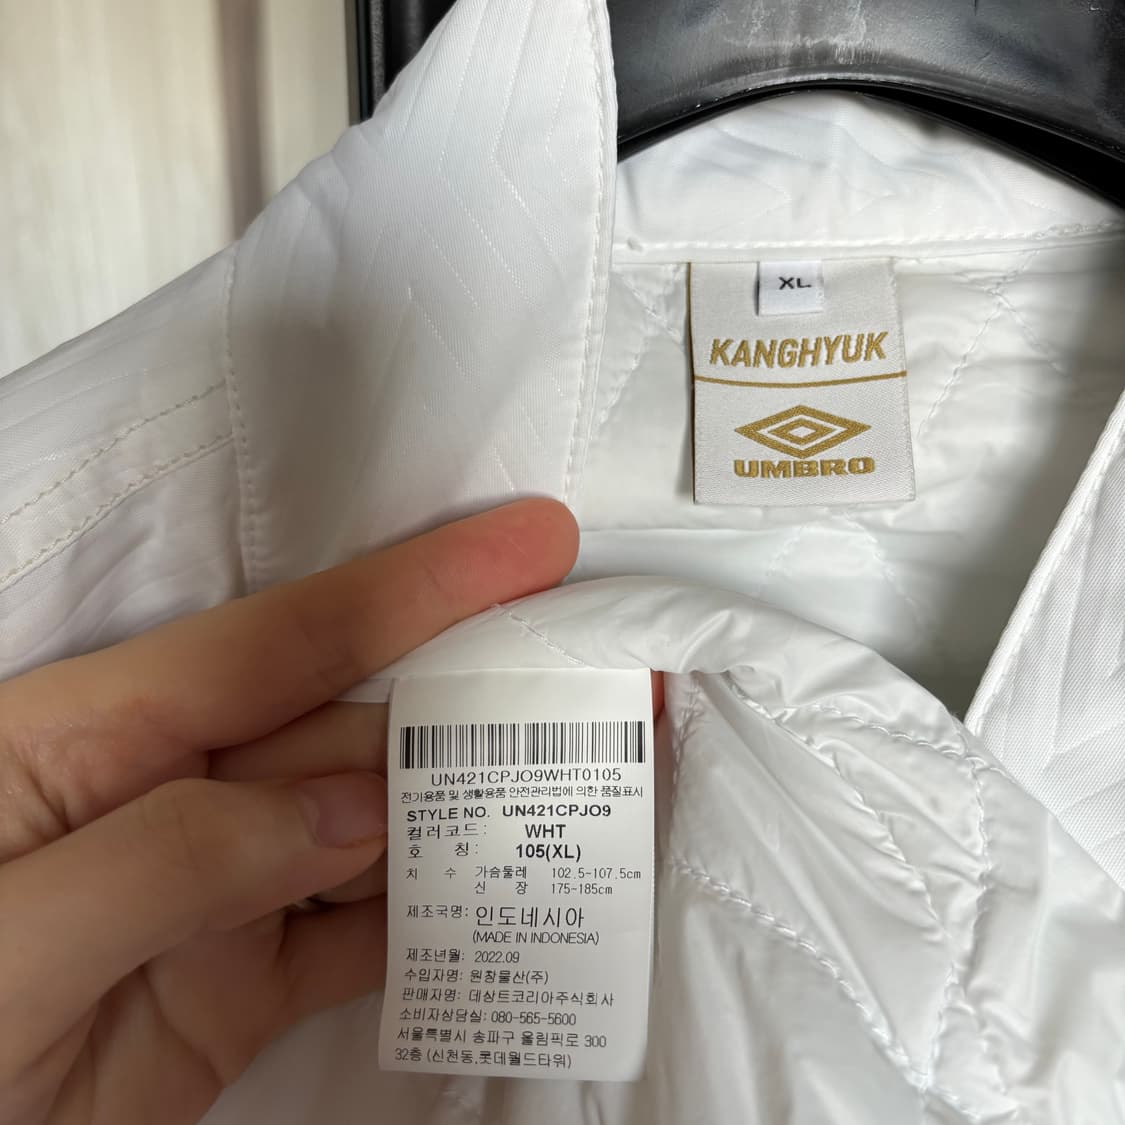 XL
KANGHYUK
UMBRO
UN421CPJO9WHT0105
전기용품 및 생활용품 안전관리법에 의한 품질표시
STYLE NO. UN421CPJO9
컬러코드: WHT
호 칭: 105(XL)
치 수 가슴둘레 102.5-107.5cm
신 장 175-185cm
제조국명: 인도네시아
(MADE IN INDONESIA)
제조년월: 2022.09
수입자명: 원창물산(주)
판매자명: 데상트코리아주식회사
소비자상담실: 080-565-5600
서울특별시 송파구 올림픽로 300
32층 (신천동,롯데월드타워)